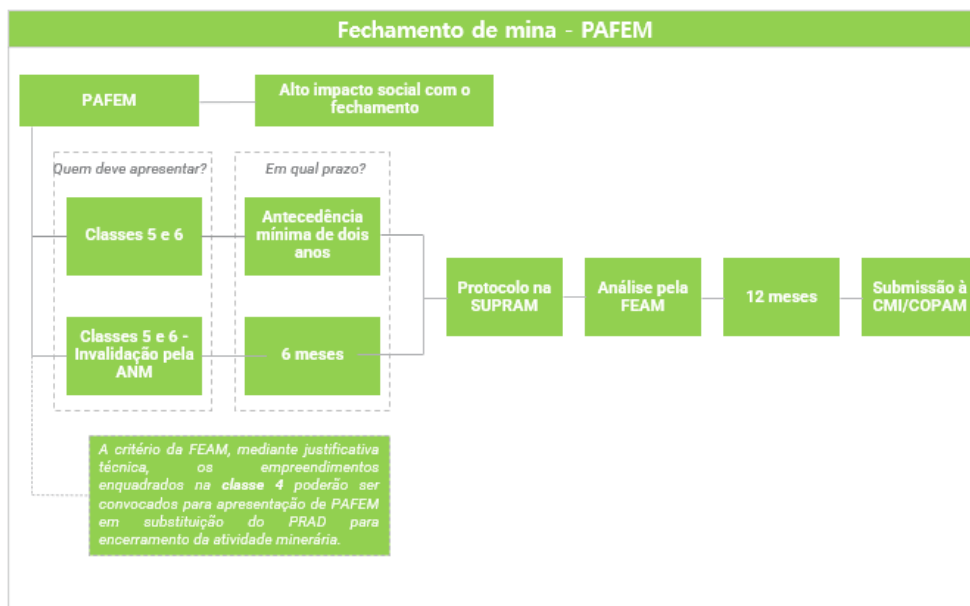 Fechamento de mina - PAFEM
PAFEM
Alto impacto social com o
fechamento
Quem deve apresentar?
Em qual prazo?
Classes 5 e 6
Antecedência
mínima de dois
anos
Classes 5 e 6 -
Invalidação pela
ANM
6 meses
Protocolo na
SUPRAM
Análise pela
FEAM
12 meses
Submissão à
CMI/COPAM
A critério da FEAM, mediante justificativa
técnica, os empreendimentos
enquadrados na classe 4 poderão ser
convocados para apresentação de PAFEM
em substituição do PRAD para
encerramento da atividade minerária.